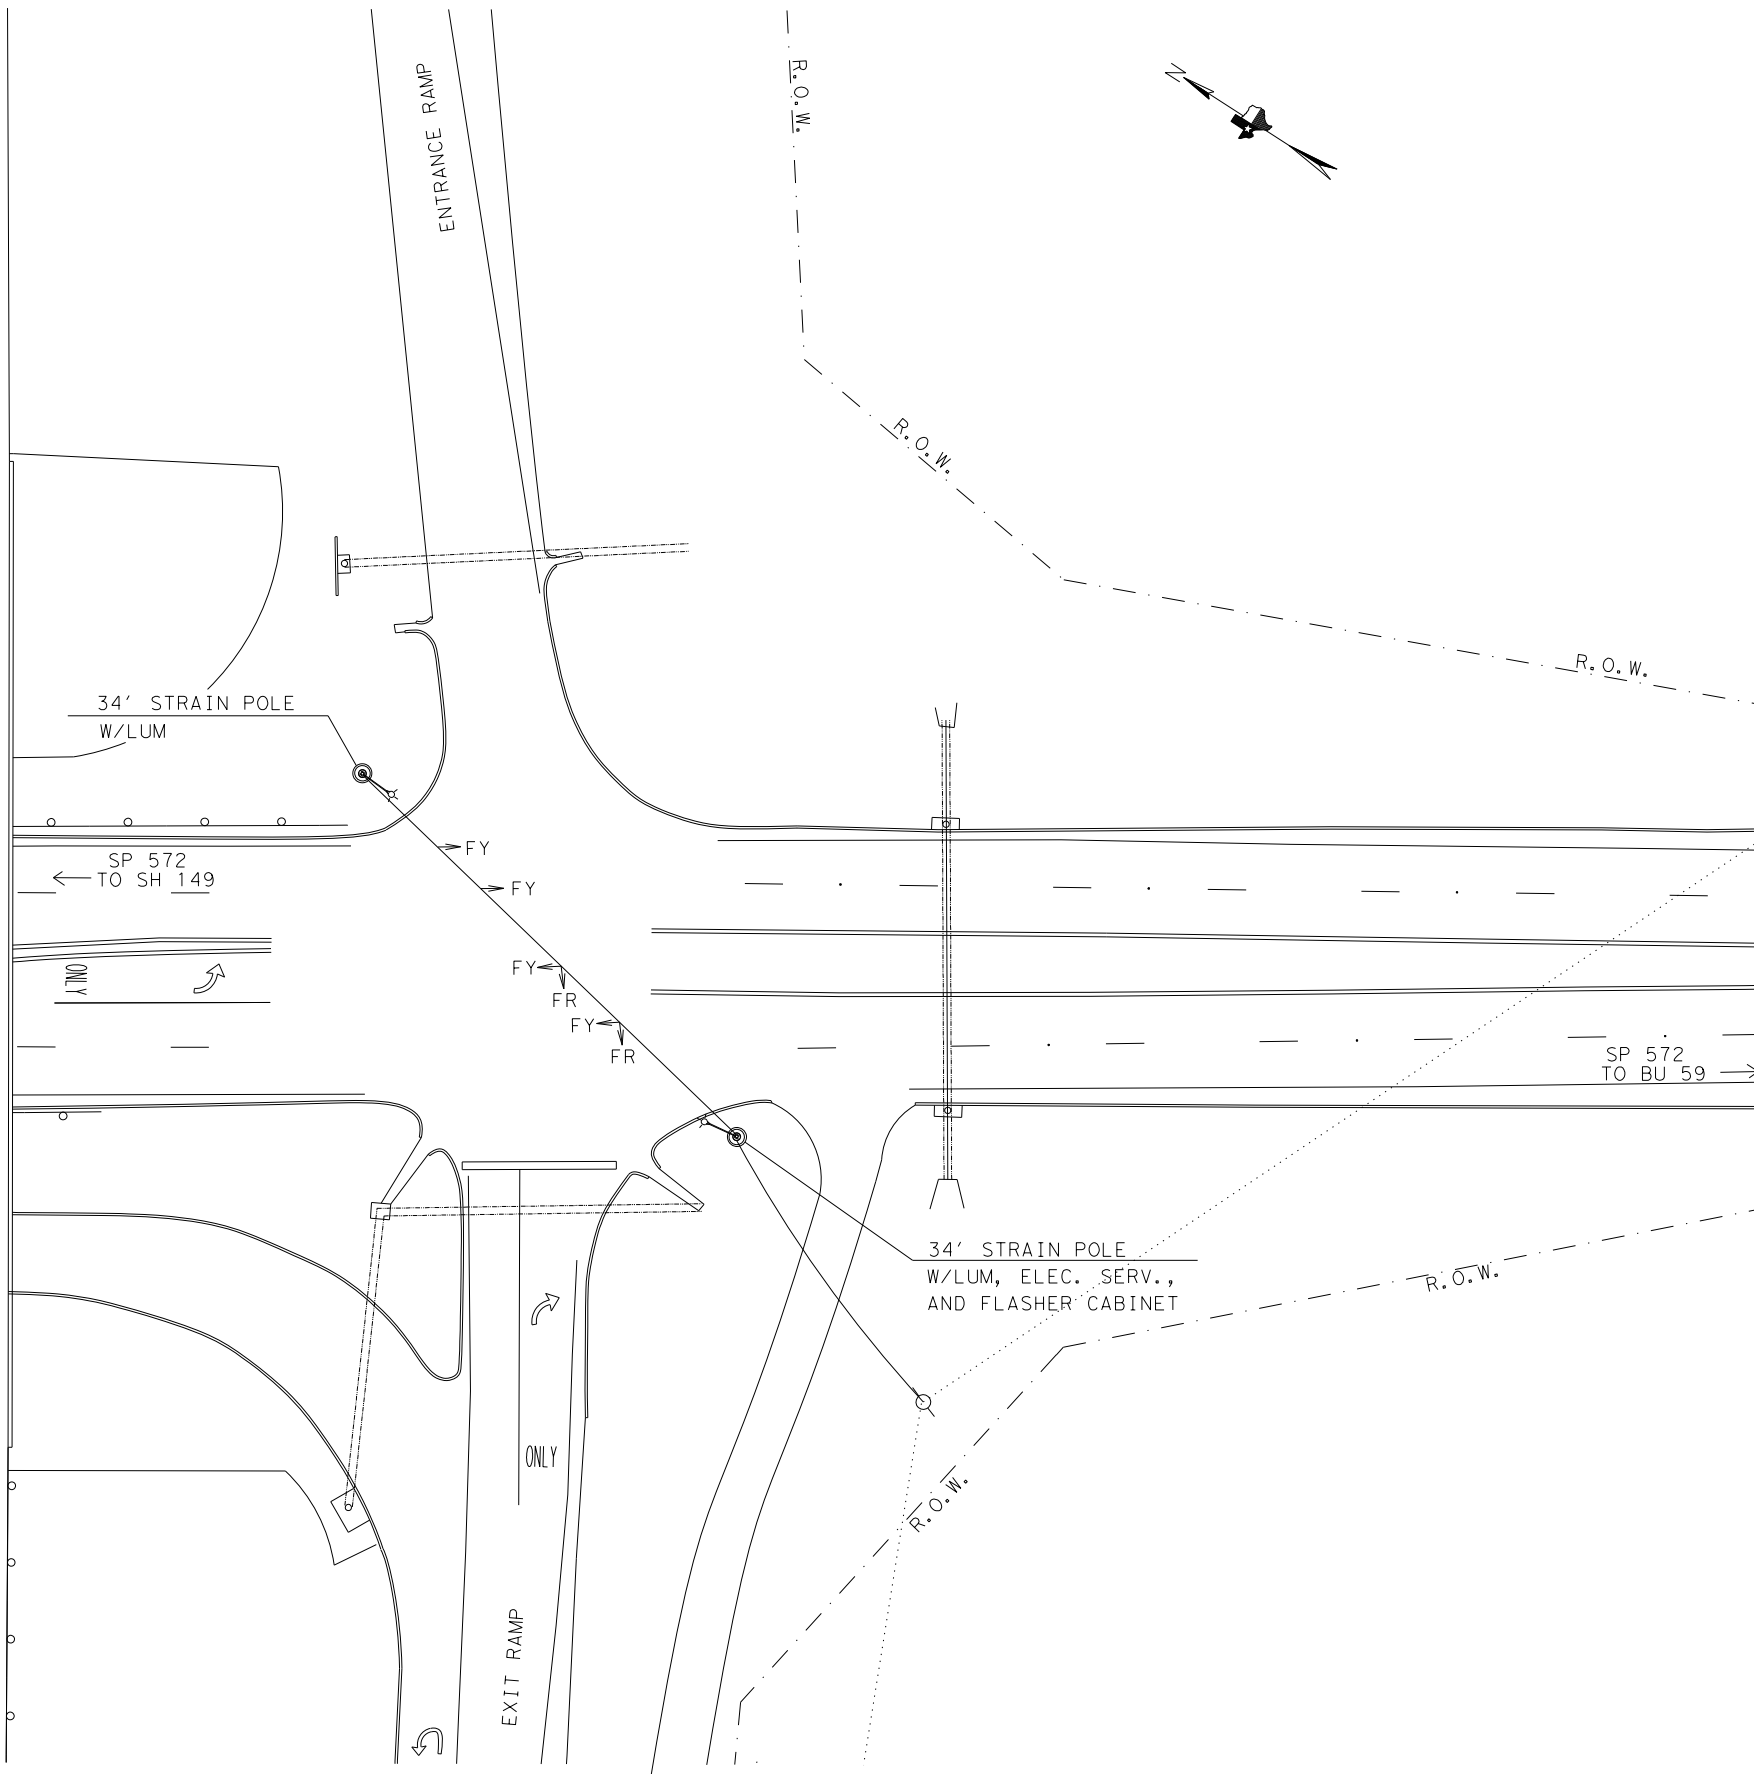 ENTRANCE RAMP
R.O.W.
N
R.O.W.
R.O.W.
34' STRAIN POLE
W/LUM
FY
SP 572
TO SH 149
FY
FY
FR
ONLY
FY
FR
SP 572
TO BU 59
34' STRAIN POLE
W/LUM, ELEC. SERV.,
AND FLASHER CABINET
R.O.W.
ONLY
R.O.W.
EXIT RAMP